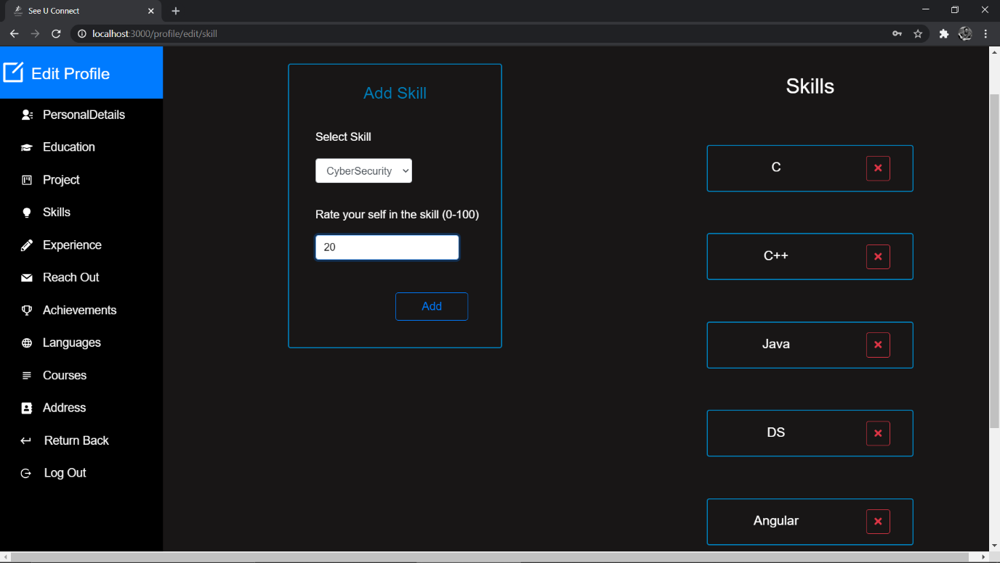 See U Connect
localhost:3000/profile/edit/skill
Edit Profile
PersonalDetails
Education
Project
Skills
Experience
Reach Out
Achievements
Languages
Courses
Address
Return Back
Log Out
Add Skill
Select Skill
CyberSecurity
Rate your self in the skill (0-100)
20
Add
Skills
C
C++
Java
DS
Angular